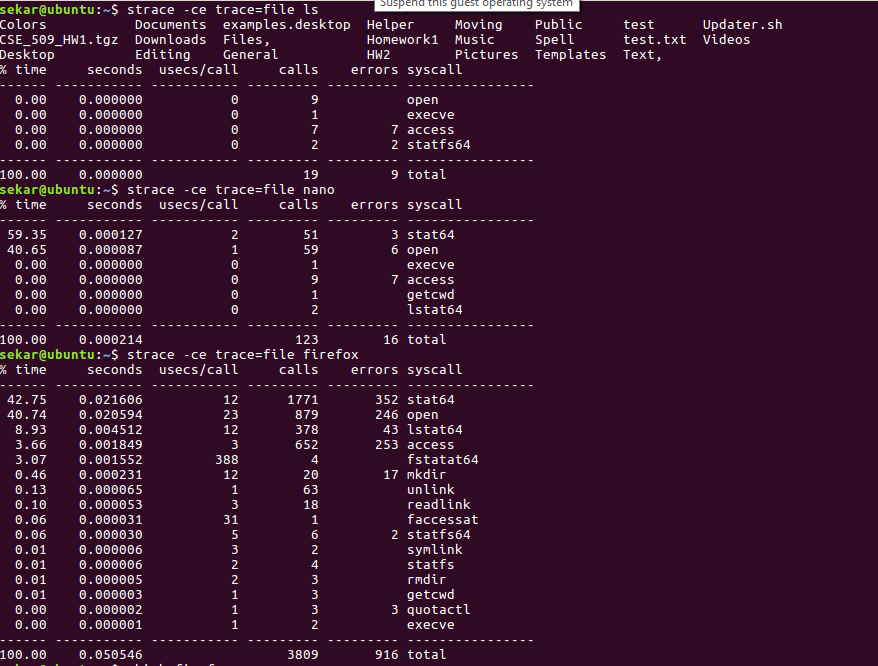 Suspend this guest operating system
sekar@ubuntu:~$ strace -ce trace=file ls
Colors           Documents  examples.desktop  Helper     Moving    Public     test      Updater.sh
CSE_509_HW1.tgz  Downloads  Files,            Homework1  Music     Spell      test.txt  Videos
Desktop          Editing    General           HW2        Pictures  Templates  Text,
% time     seconds  usecs/call     calls    errors syscall
------ ----------- ----------- --------- --------- ----------------
  0.00    0.000000           0         9           open
  0.00    0.000000           0         1           execve
  0.00    0.000000           0         7         7 access
  0.00    0.000000           0         2         2 statfs64
------ ----------- ----------- --------- --------- ----------------
100.00    0.000000                    19         9 total
sekar@ubuntu:~$ strace -ce trace=file nano
% time     seconds  usecs/call     calls    errors syscall
------ ----------- ----------- --------- --------- ----------------
 59.35    0.000127           2        51         3 stat64
 40.65    0.000087           1        59         6 open
  0.00    0.000000           0         1           execve
  0.00    0.000000           0         9         7 access
  0.00    0.000000           0         1           getcwd
  0.00    0.000000           0         2           lstat64
------ ----------- ----------- --------- --------- ----------------
100.00    0.000214                   123        16 total
sekar@ubuntu:~$ strace -ce trace=file firefox
% time     seconds  usecs/call     calls    errors syscall
------ ----------- ----------- --------- --------- ----------------
 42.75    0.021606          12      1771       352 stat64
 40.74    0.020594          23       879       246 open
  8.93    0.004512          12       378        43 lstat64
  3.66    0.001849           3       652       253 access
  3.07    0.001552         388         4           fstatat64
  0.46    0.000231          12        20        17 mkdir
  0.13    0.000065           1        63           unlink
  0.10    0.000053           3        18           readlink
  0.06    0.000031          31         1           faccessat
  0.06    0.000030           5         6         2 statfs64
  0.01    0.000006           3         2           symlink
  0.01    0.000006           2         4           statfs
  0.01    0.000005           2         3           rmdir
  0.01    0.000003           1         3           getcwd
  0.00    0.000002           1         3         3 quotactl
  0.00    0.000001           1         2           execve
------ ----------- ----------- --------- --------- ----------------
100.00    0.050546                  3809       916 total